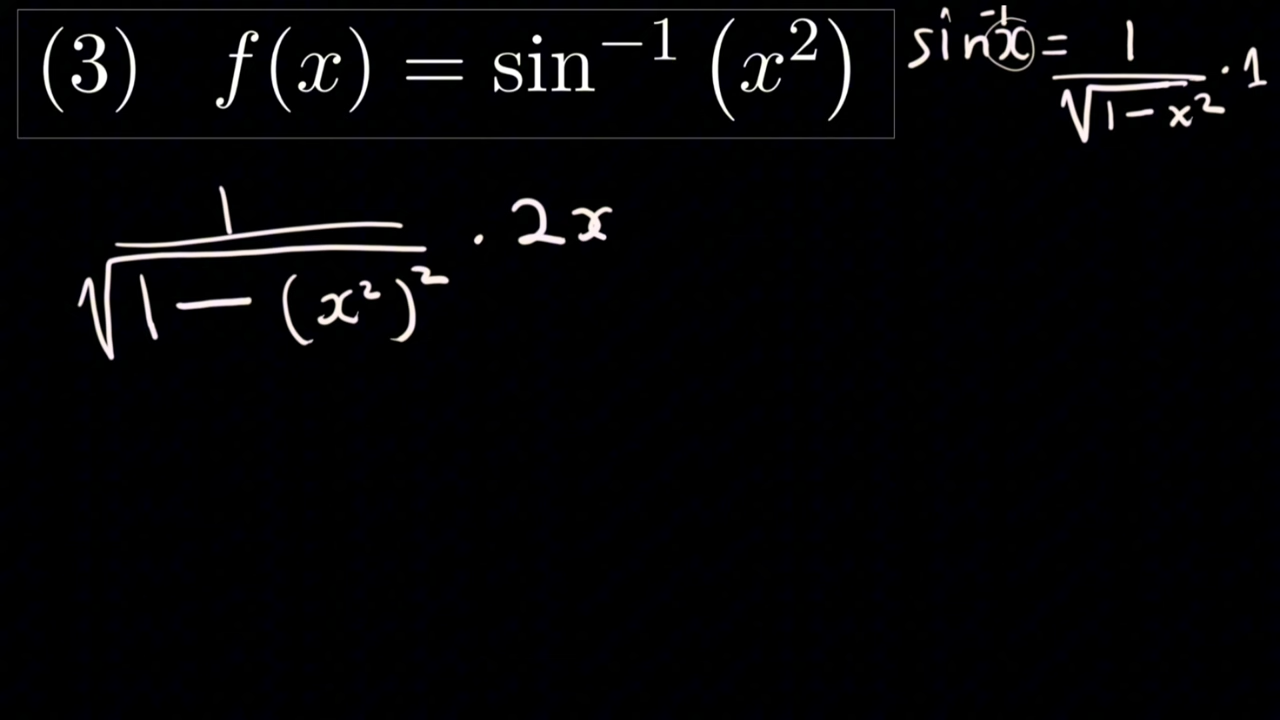 (3) f(x) = sin⁻¹ (x²)
sin⁻¹x = 1/√(1-x²) · 1
1/√(1-(x²)²) · 2x